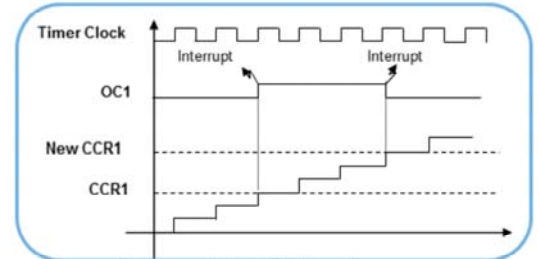 Timer Clock
Interrupt Interrupt
OC1
New CCR1
CCR1